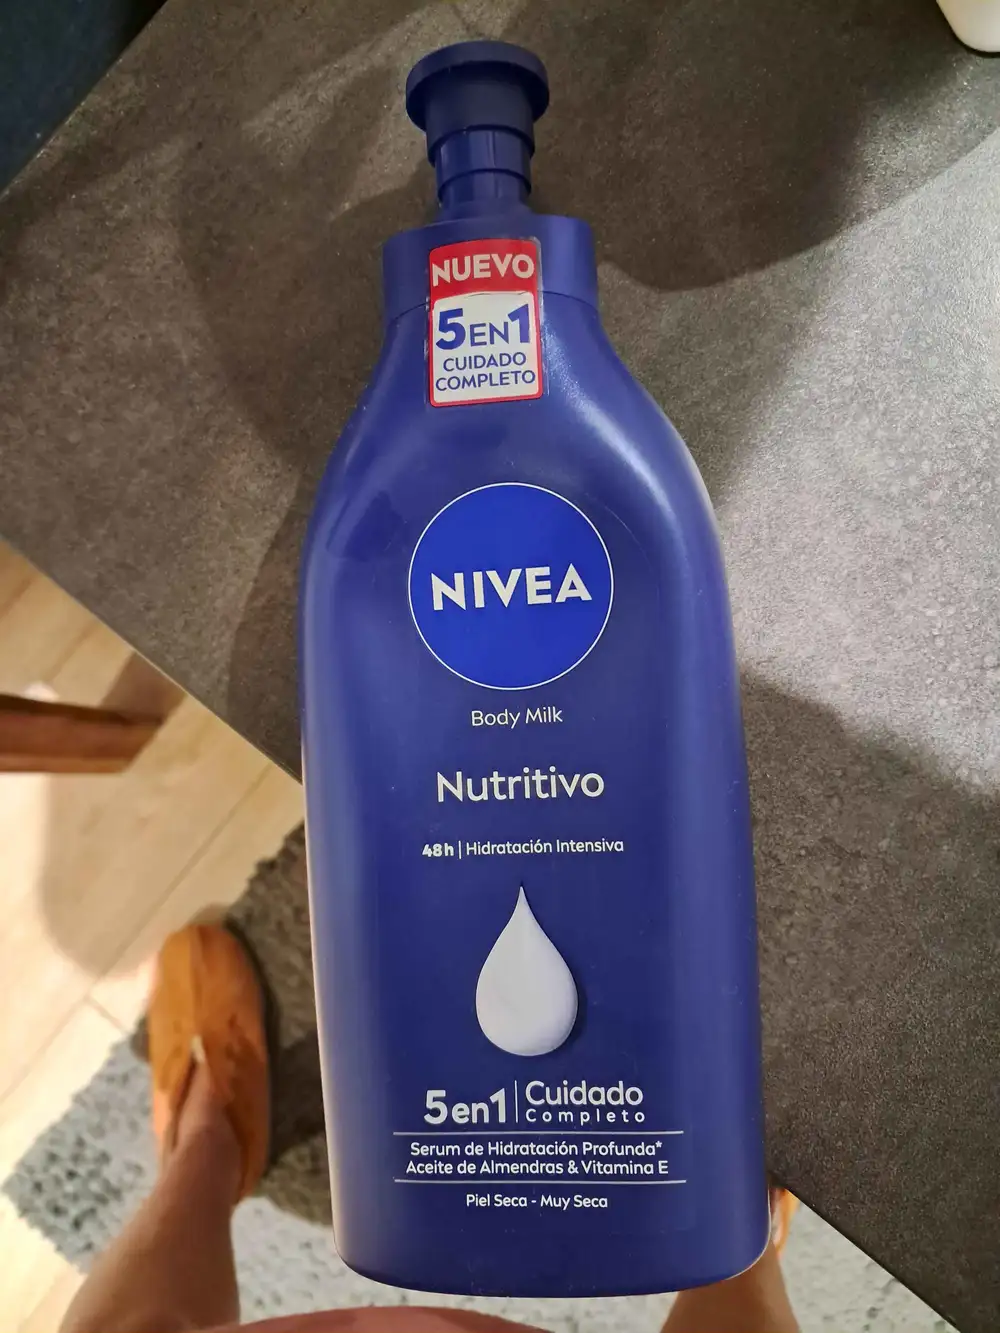 NUEVO
5EN1
CUIDADO
COMPLETO
NIVEA
Body Milk
Nutritivo
48h | Hidratación Intensiva
5en1 | Cuidado
Completo
Serum de Hidratación Profunda*
Aceite de Almendras & Vitamina E
Piel Seca - Muy Seca